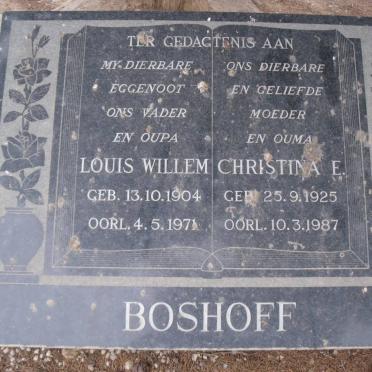 TER GEDAGTENIS AAN
MY DIERBARE
EGGENOOT
ONS VADER
EN OUPA
LOUIS WILLEM
GEB. 13.10.1904
OORL. 4.5.1971
ONS DIERBARE
EN GELIEFDE
MOEDER
EN OUMA
CHRISTINA E.
GEB. 25.9.1925
OORL. 10.3.1987
BOSHOFF